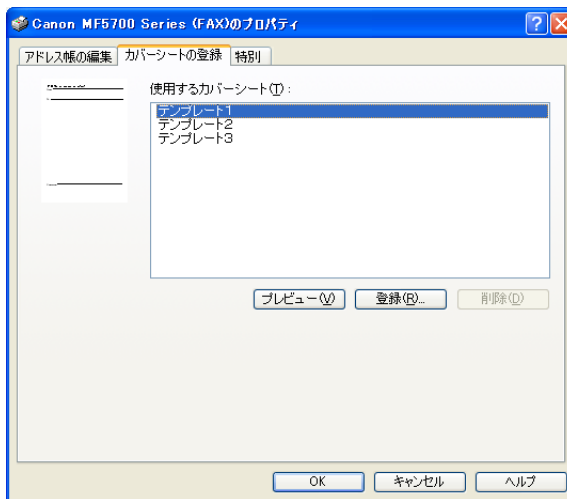 Canon MF5700 Series (FAX)のプロパティ
アドレス帳の編集 カバーシートの登録 特別
使用するカバーシート(T):
テンプレート1
テンプレート2
テンプレート3
プレビュー(V) 登録(R)... 削除(D)
OK キャンセル ヘルプ